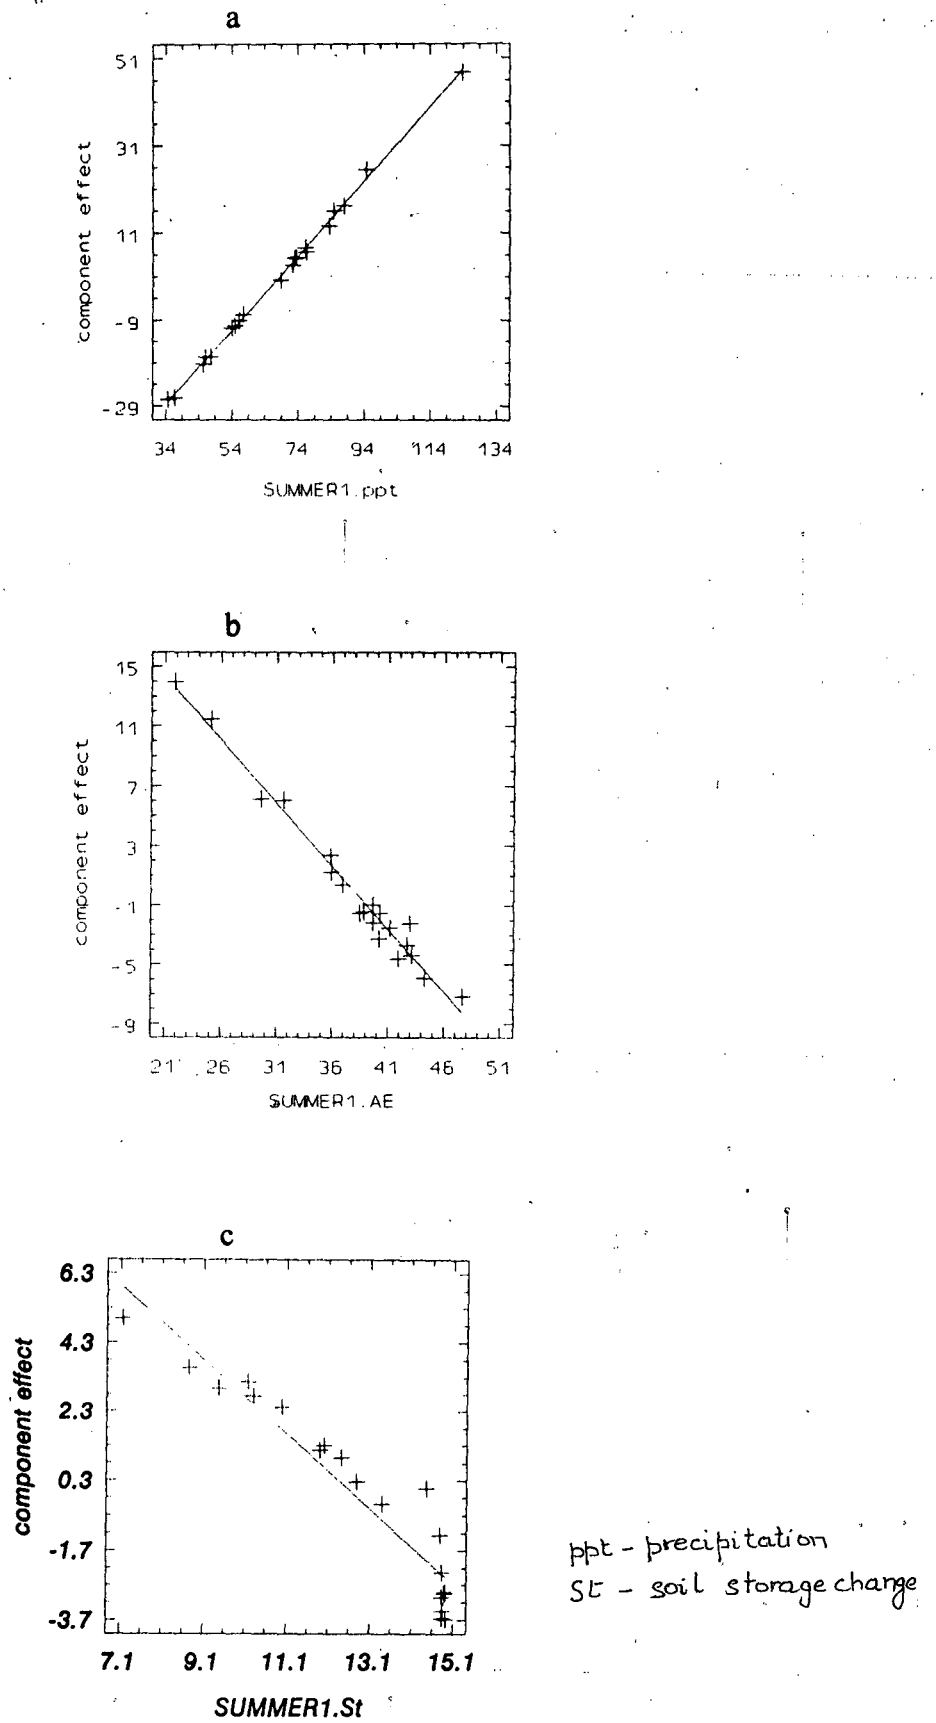 a
51
31
11
-9
-29
component effect
34 54 74 94 114 134
SUMMER1.ppt
b
15
11
7
3
-1
-5
-9
component effect
21 26 31 36 41 46 51
SUMMER1.AE
c
6.3
4.3
2.3
0.3
-1.7
-3.7
component effect
7.1 9.1 11.1 13.1 15.1
SUMMER1.St
ppt - precipitation
St - soil storage change